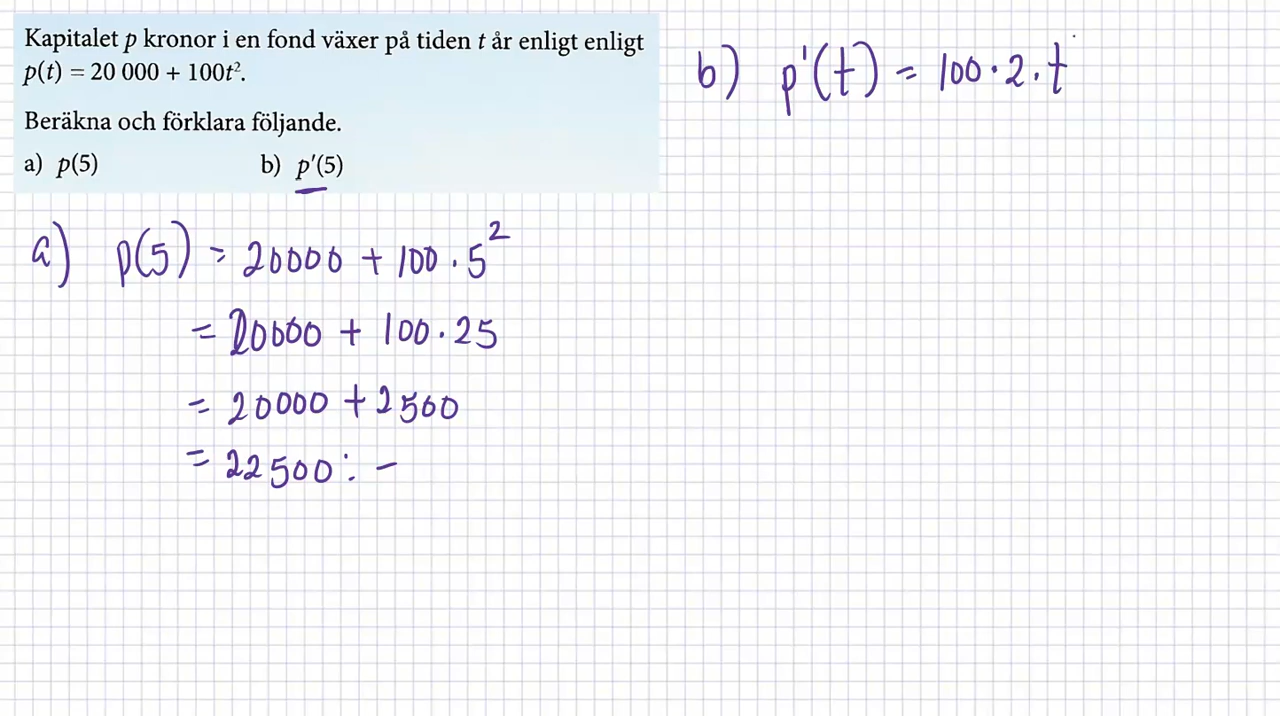 Kapitalet p kronor i en fond växer på tiden t år enligt enligt
p(t) = 20 000 + 100t².
Beräkna och förklara följande.
a) p(5) b) p′(5)
a) p(5) = 20000 + 100 · 5²
= 20000 + 100 · 25
= 20000 + 2500
= 22500 : -
b) p'(t) = 100 · 2 · t